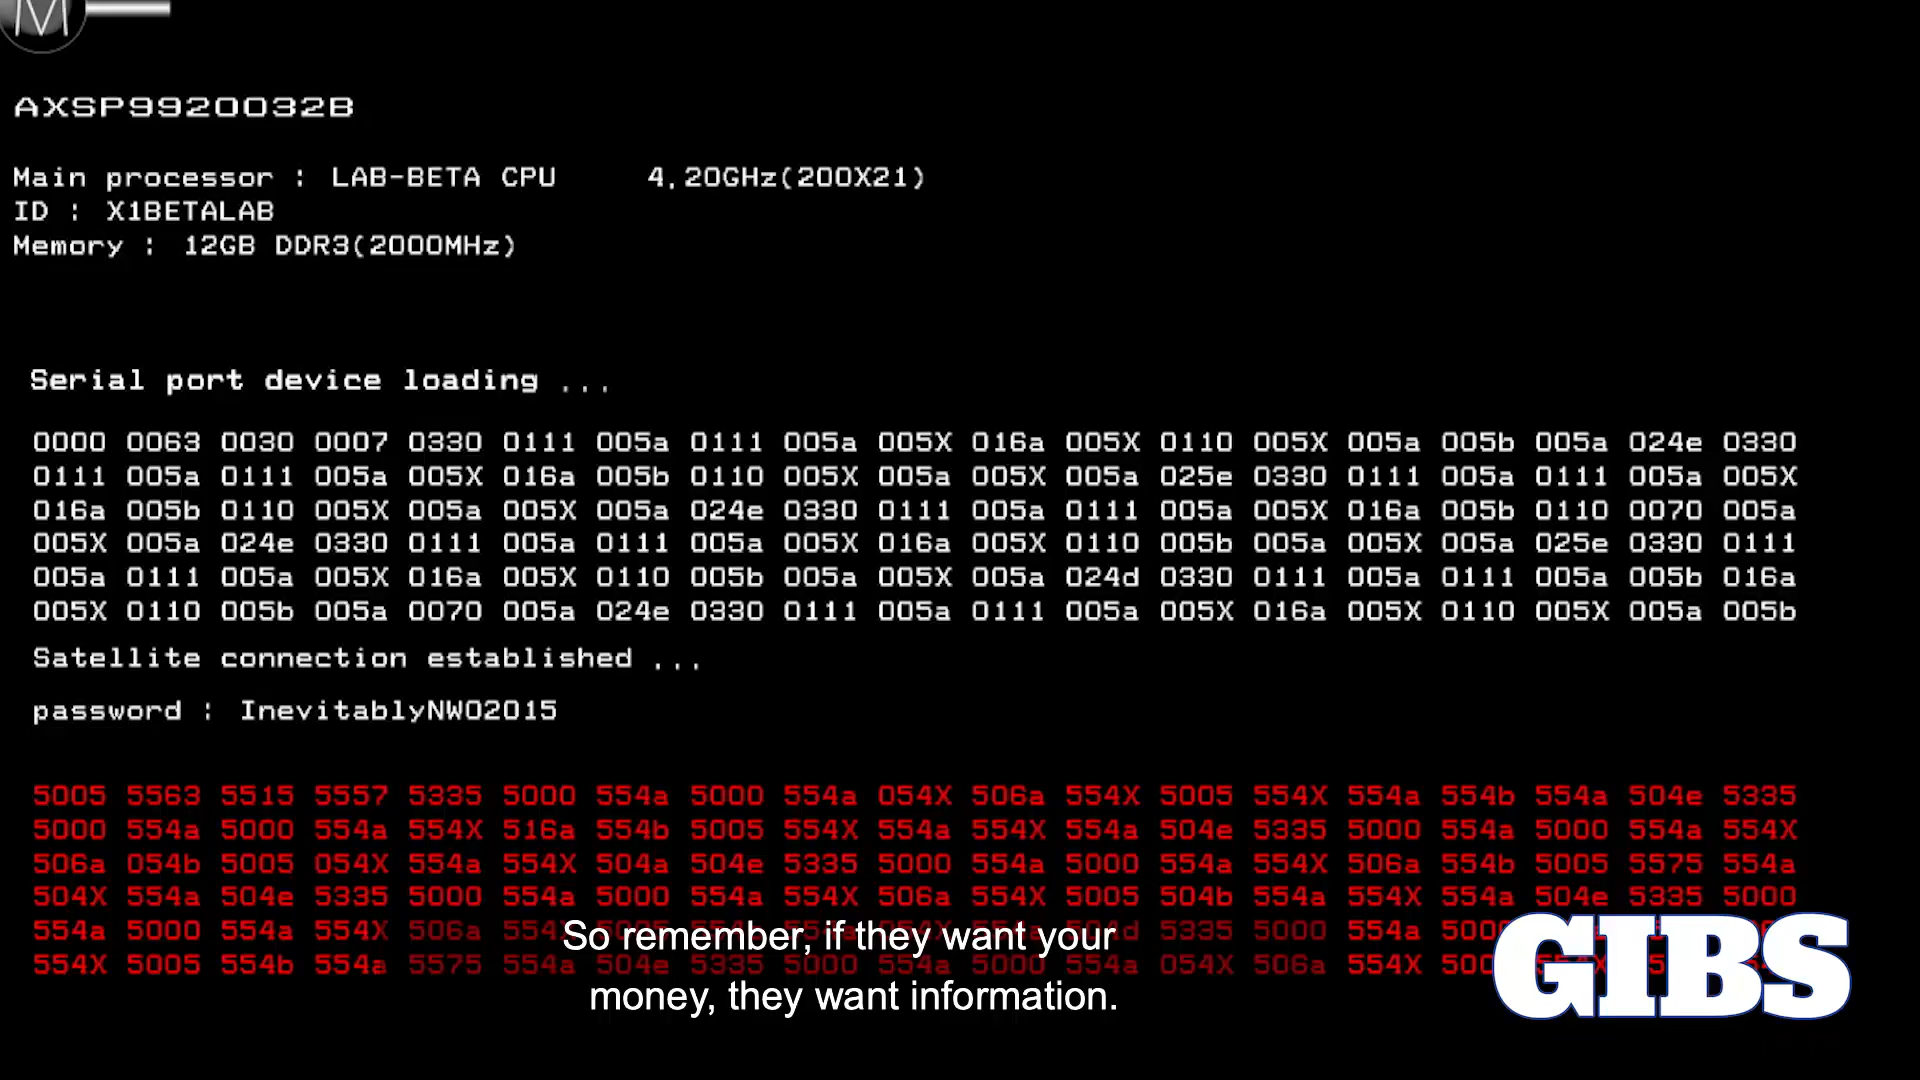 M
AXSP9920032B
Main processor : LAB-BETA CPU 4,20GHz(200X21)
ID : X1BETALAB
Memory : 12GB DDR3(2000MHz)
Serial port device loading ...
0000 0063 0030 0007 0330 0111 005a 0111 005a 005X 016a 005X 0110 005X 005a 005b 005a 024e 0330
0111 005a 0111 005a 005X 016a 005b 0110 005X 005a 005X 005a 025e 0330 0111 005a 0111 005a 005X
016a 005b 0110 005X 005a 005X 005a 024e 0330 0111 005a 0111 005a 005X 016a 005b 0110 0070 005a
005X 005a 024e 0330 0111 005a 0111 005a 005X 016a 005X 0110 005b 005a 005X 005a 025e 0330 0111
005a 0111 005a 005X 016a 005X 0110 005b 005a 005X 005a 024d 0330 0111 005a 0111 005a 005b 016a
005X 0110 005b 005a 0070 005a 024e 0330 0111 005a 0111 005a 005X 016a 005X 0110 005X 005a 005b
Satellite connection established ...
password : InevitablyNWO2015
5005 5563 5515 5557 5335 5000 554a 5000 554a 054X 506a 554X 5005 554X 554a 554b 554a 504e 5335
5000 554a 5000 554a 554X 516a 554b 5005 554X 554a 554X 554a 504e 5335 5000 554a 5000 554a 554X
506a 054b 5005 054X 554a 554X 504a 504e 5335 5000 554a 5000 554a 554X 506a 554b 5005 5575 554a
504X 554a 504e 5335 5000 554a 5000 554a 554X 506a 554X 5005 504b 554a 554X 554a 504e 5335 5000
554a 5000 554a 554X 506a 5335 5000 554a
554X 5005 554b 554a 5575 554a 504e 5335 5000 554a 5000 554a 054X 506a 554X
So remember, if they want your
money, they want information.
GIBS